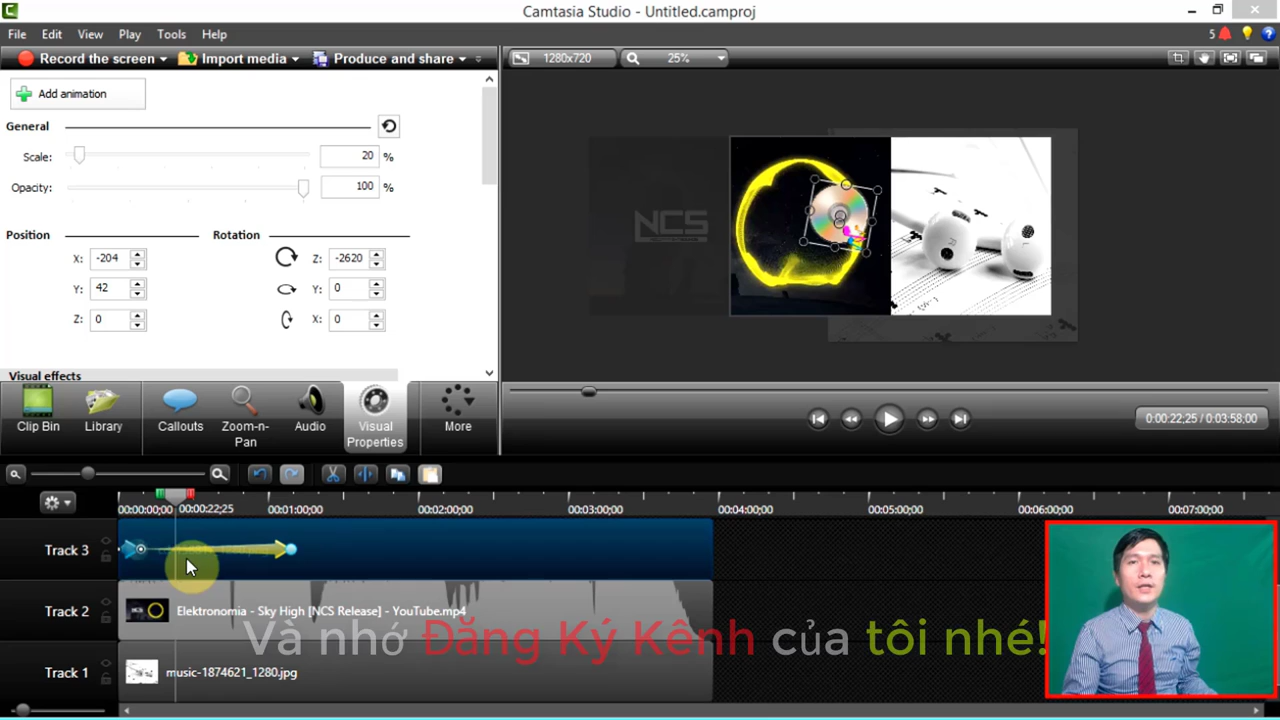 Camtasia Studio - Untitled.camproj
File Edit View Play Tools Help
5
Record the screen Import media Produce and share
1280x720 25%
Add animation
General
Scale: 20 %
Opacity: 100 %
Position Rotation
X: -204 Z: -2620
Y: 42 Y: 0
Z: 0 X: 0
Visual effects
NCS
Clip Bin Library Callouts Zoom-n-Pan Audio Visual Properties More
0:00:22;25 / 0:03:58;00
00:00:00;00 00:00:22;25 00:01:00;00 00:02:00;00 00:03:00;00 00:04:00;00 00:05:00;00 00:06:00;00 00:07:00;00
Track 3
Track 2 Elektronomia - Sky High [NCS Release] - YouTube.mp4
Và nhớ Đăng Ký Kênh của tôi nhé!
Track 1 music-1874621_1280.jpg